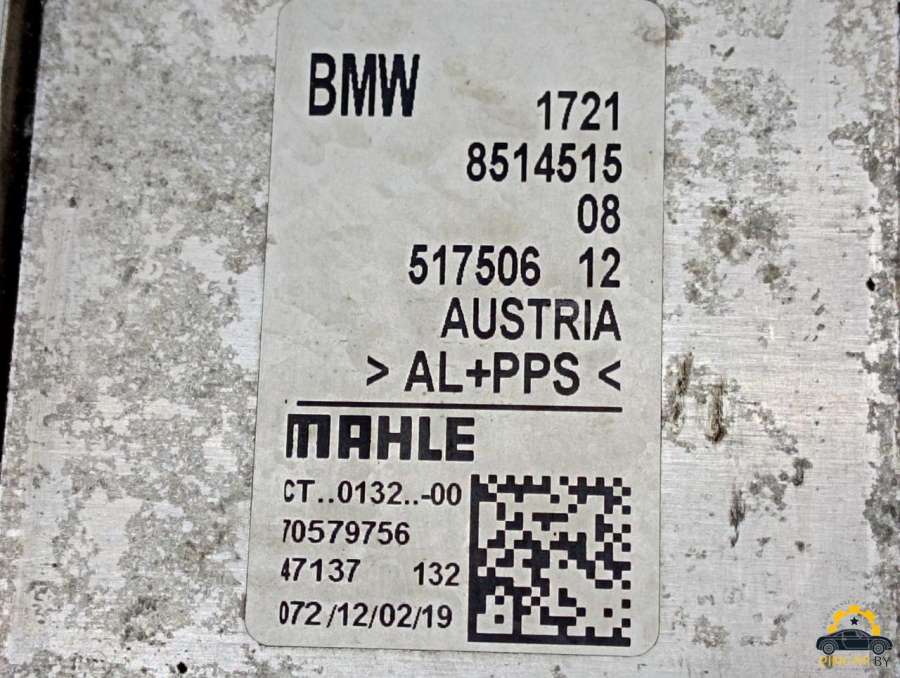 BMW 1721
8514515
08
517506 12
AUSTRIA
> AL+PPS <
MAHLE
CT..0132..-00
70579756
47137 132
072/12/02/19